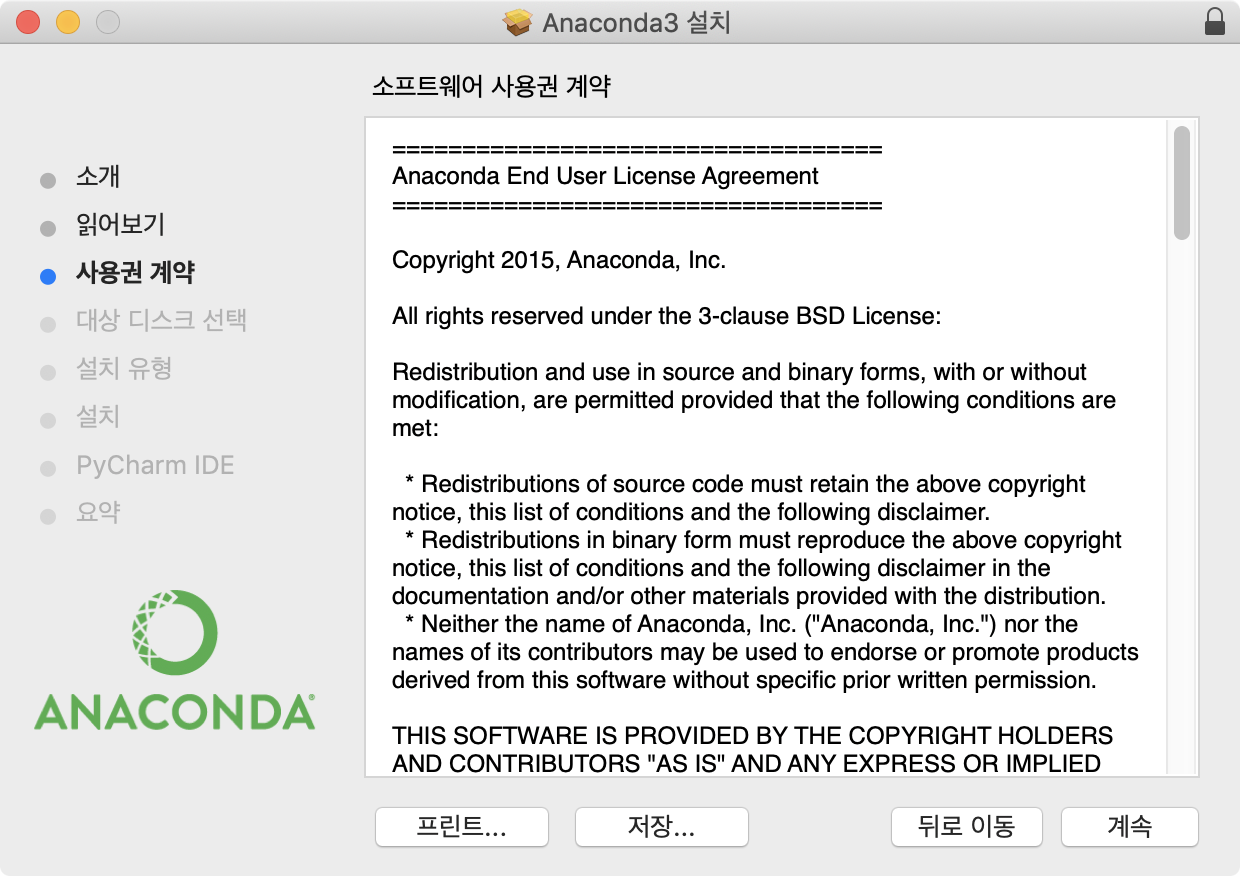 Anaconda3 설치
소프트웨어 사용권 계약
소개
읽어보기
사용권 계약
대상 디스크 선택
설치 유형
설치
PyCharm IDE
요약
ANACONDA®
===================================
Anaconda End User License Agreement
===================================
Copyright 2015, Anaconda, Inc.
All rights reserved under the 3-clause BSD License:
Redistribution and use in source and binary forms, with or without
modification, are permitted provided that the following conditions are
met:
* Redistributions of source code must retain the above copyright
notice, this list of conditions and the following disclaimer.
* Redistributions in binary form must reproduce the above copyright
notice, this list of conditions and the following disclaimer in the
documentation and/or other materials provided with the distribution.
* Neither the name of Anaconda, Inc. ("Anaconda, Inc.") nor the
names of its contributors may be used to endorse or promote products
derived from this software without specific prior written permission.
THIS SOFTWARE IS PROVIDED BY THE COPYRIGHT HOLDERS
AND CONTRIBUTORS "AS IS" AND ANY EXPRESS OR IMPLIED
프린트...
저장...
뒤로 이동
계속